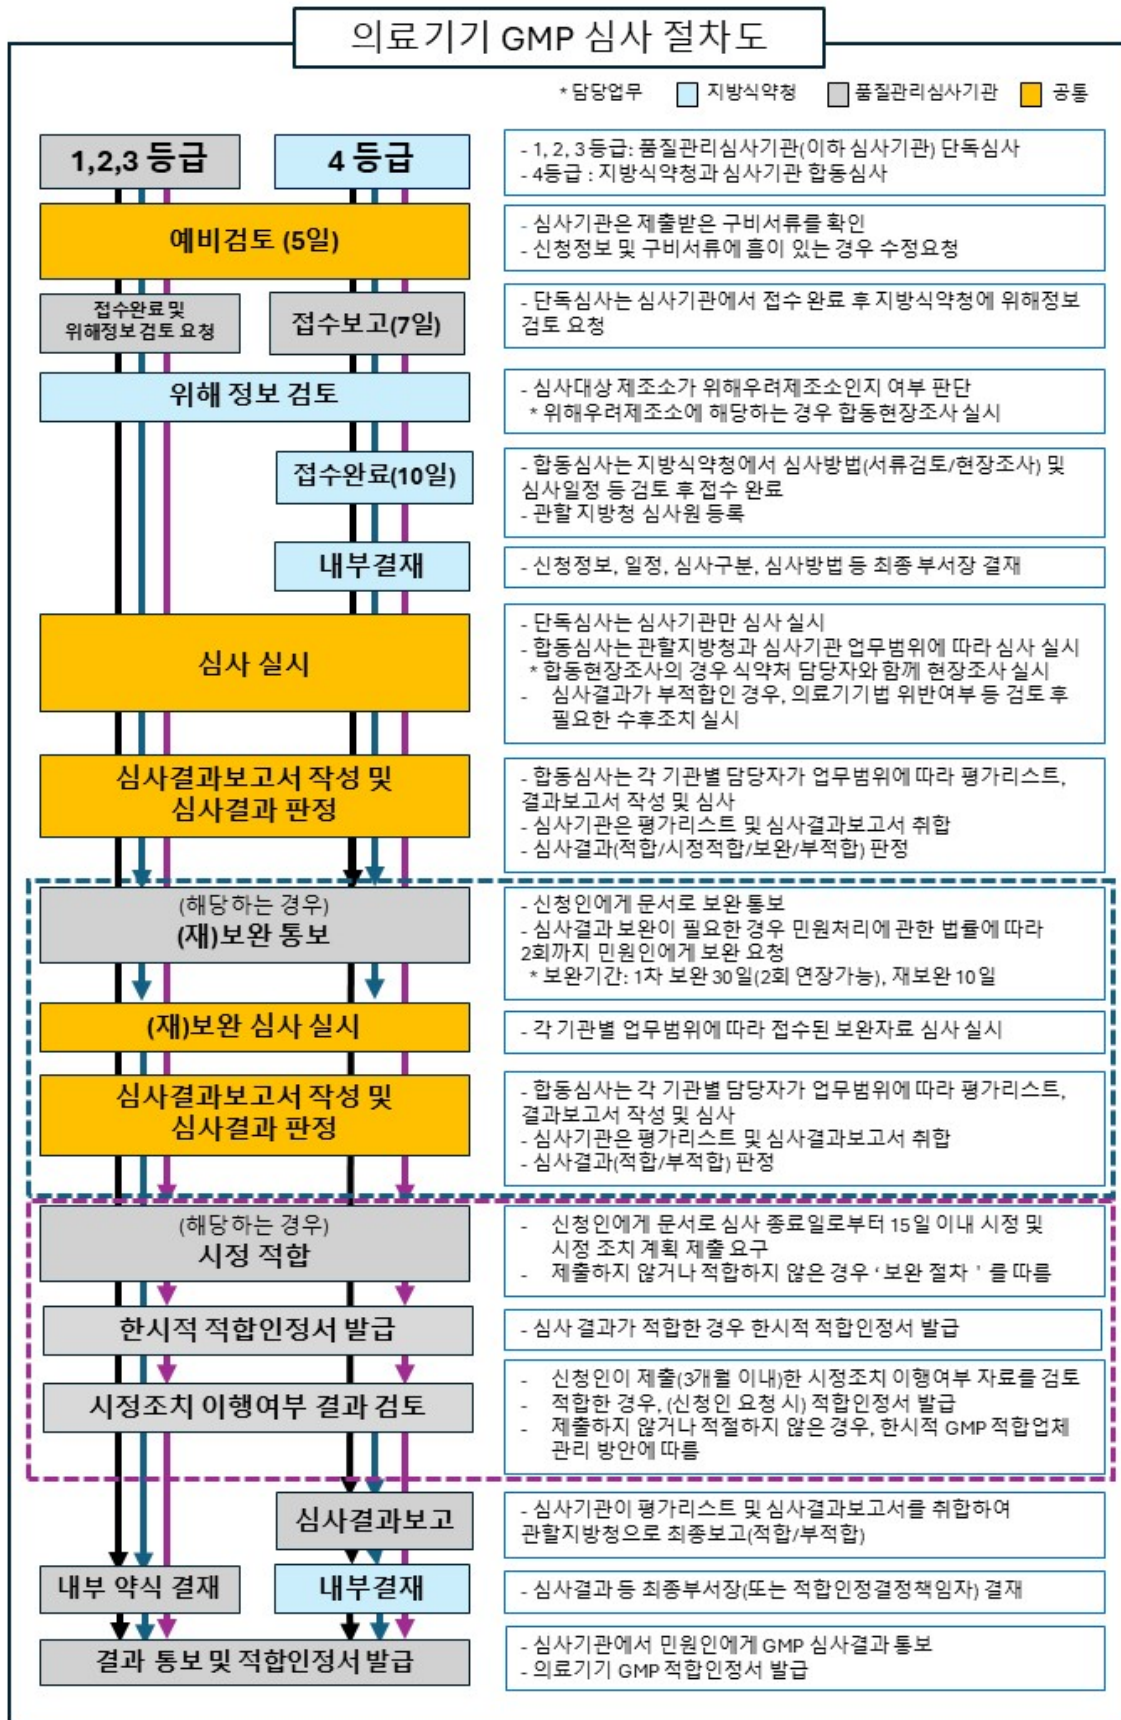 의료기기 GMP 심사 절차도
* 담당업무 지방식약청 품질관리심사기관 공통
1,2,3 등급
4 등급
- 1, 2, 3 등급: 품질관리심사기관(이하 심사기관) 단독심사
- 4등급 : 지방식약청과 심사기관 합동심사
예비검토 (5일)
- 심사기관은 제출받은 구비서류를 확인
- 신청정보 및 구비서류에 흠이 있는 경우 수정요청
접수완료 및
위해정보검토 요청
접수보고(7일)
- 단독심사는 심사기관에서 접수 완료 후 지방식약청에 위해정보
검토 요청
위해 정보 검토
- 심사대상 제조소가 위해우려제조소인지 여부 판단
* 위해우려제조소에 해당하는 경우 합동현장조사 실시
접수완료(10일)
- 합동심사는 지방식약청에서 심사방법(서류검토/현장조사) 및
심사일정 등 검토 후 접수 완료
- 관할 지방청 심사원 등록
내부결재
- 신청정보, 일정, 심사구분, 심사방법 등 최종 부서장 결재
심사 실시
- 단독심사는 심사기관만 심사 실시
- 합동심사는 관할지방청과 심사기관 업무범위에 따라 심사 실시
* 합동현장조사의 경우 식약처 담당자와 함께 현장조사 실시
- 심사결과가 부적합인 경우, 의료기기법 위반여부 등 검토 후
필요한 수후조치 실시
심사결과보고서 작성 및
심사결과 판정
- 합동심사는 각 기관별 담당자가 업무범위에 따라 평가리스트,
결과보고서 작성 및 심사
- 심사기관은 평가리스트 및 심사결과보고서 취합
- 심사결과(적합/시정적합/보완/부적합) 판정
(해당하는 경우)
(재)보완 통보
- 신청인에게 문서로 보완 통보
- 심사결과 보완이 필요한 경우 민원처리에 관한 법률에 따라
2회까지 민원인에게 보완 요청
* 보완기간: 1차 보완 30일(2회 연장가능), 재보완 10일
(재)보완 심사 실시
- 각 기관별 업무범위에 따라 접수된 보완자료 심사 실시
심사결과보고서 작성 및
심사결과 판정
- 합동심사는 각 기관별 담당자가 업무범위에 따라 평가리스트,
결과보고서 작성 및 심사
- 심사기관은 평가리스트 및 심사결과보고서 취합
- 심사결과(적합/부적합) 판정
(해당하는 경우)
시정 적합
- 신청인에게 문서로 심사 종료일로부터 15일 이내 시정 및
시정 조치 계획 제출 요구
- 제출하지 않거나 적합하지 않은 경우 ‘보완 절차 ’ 를 따름
한시적 적합인정서 발급
- 심사 결과가 적합한 경우 한시적 적합인정서 발급
시정조치 이행여부 결과 검토
- 신청인이 제출(3개월 이내)한 시정조치 이행여부 자료를 검토
- 적합한 경우, (신청인 요청 시) 적합인정서 발급
- 제출하지 않거나 적절하지 않은 경우, 한시적 GMP 적합업체
관리 방안에 따름
심사결과보고
- 심사기관이 평가리스트 및 심사결과보고서를 취합하여
관할지방청으로 최종보고(적합/부적합)
내부 약식 결재
내부결재
- 심사결과 등 최종부서장(또는 적합인정결정책임자) 결재
결과 통보 및 적합인정서 발급
- 심사기관에서 민원인에게 GMP 심사결과 통보
- 의료기기 GMP 적합인정서 발급